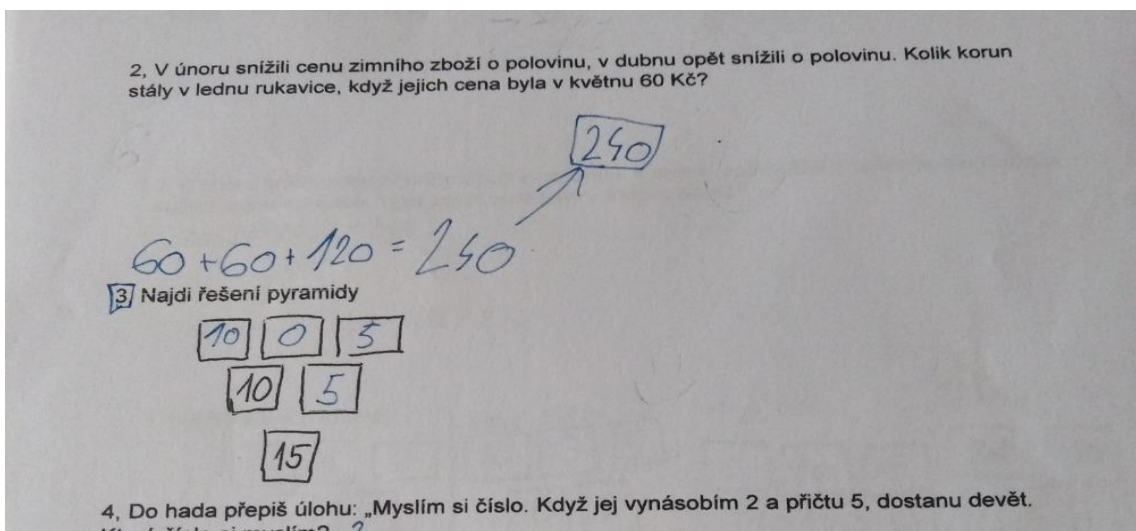 2, V únoru snížili cenu zimního zboží o polovinu, v dubnu opět snížili o polovinu. Kolik korun
stály v lednu rukavice, když jejich cena byla v květnu 60 Kč?
240
60 + 60 + 120 = 240
3, Najdi řešení pyramidy
10 0 5
10 5
15
4, Do hada přepiš úlohu: „Myslím si číslo. Když jej vynásobím 2 a přičtu 5, dostanu devět.